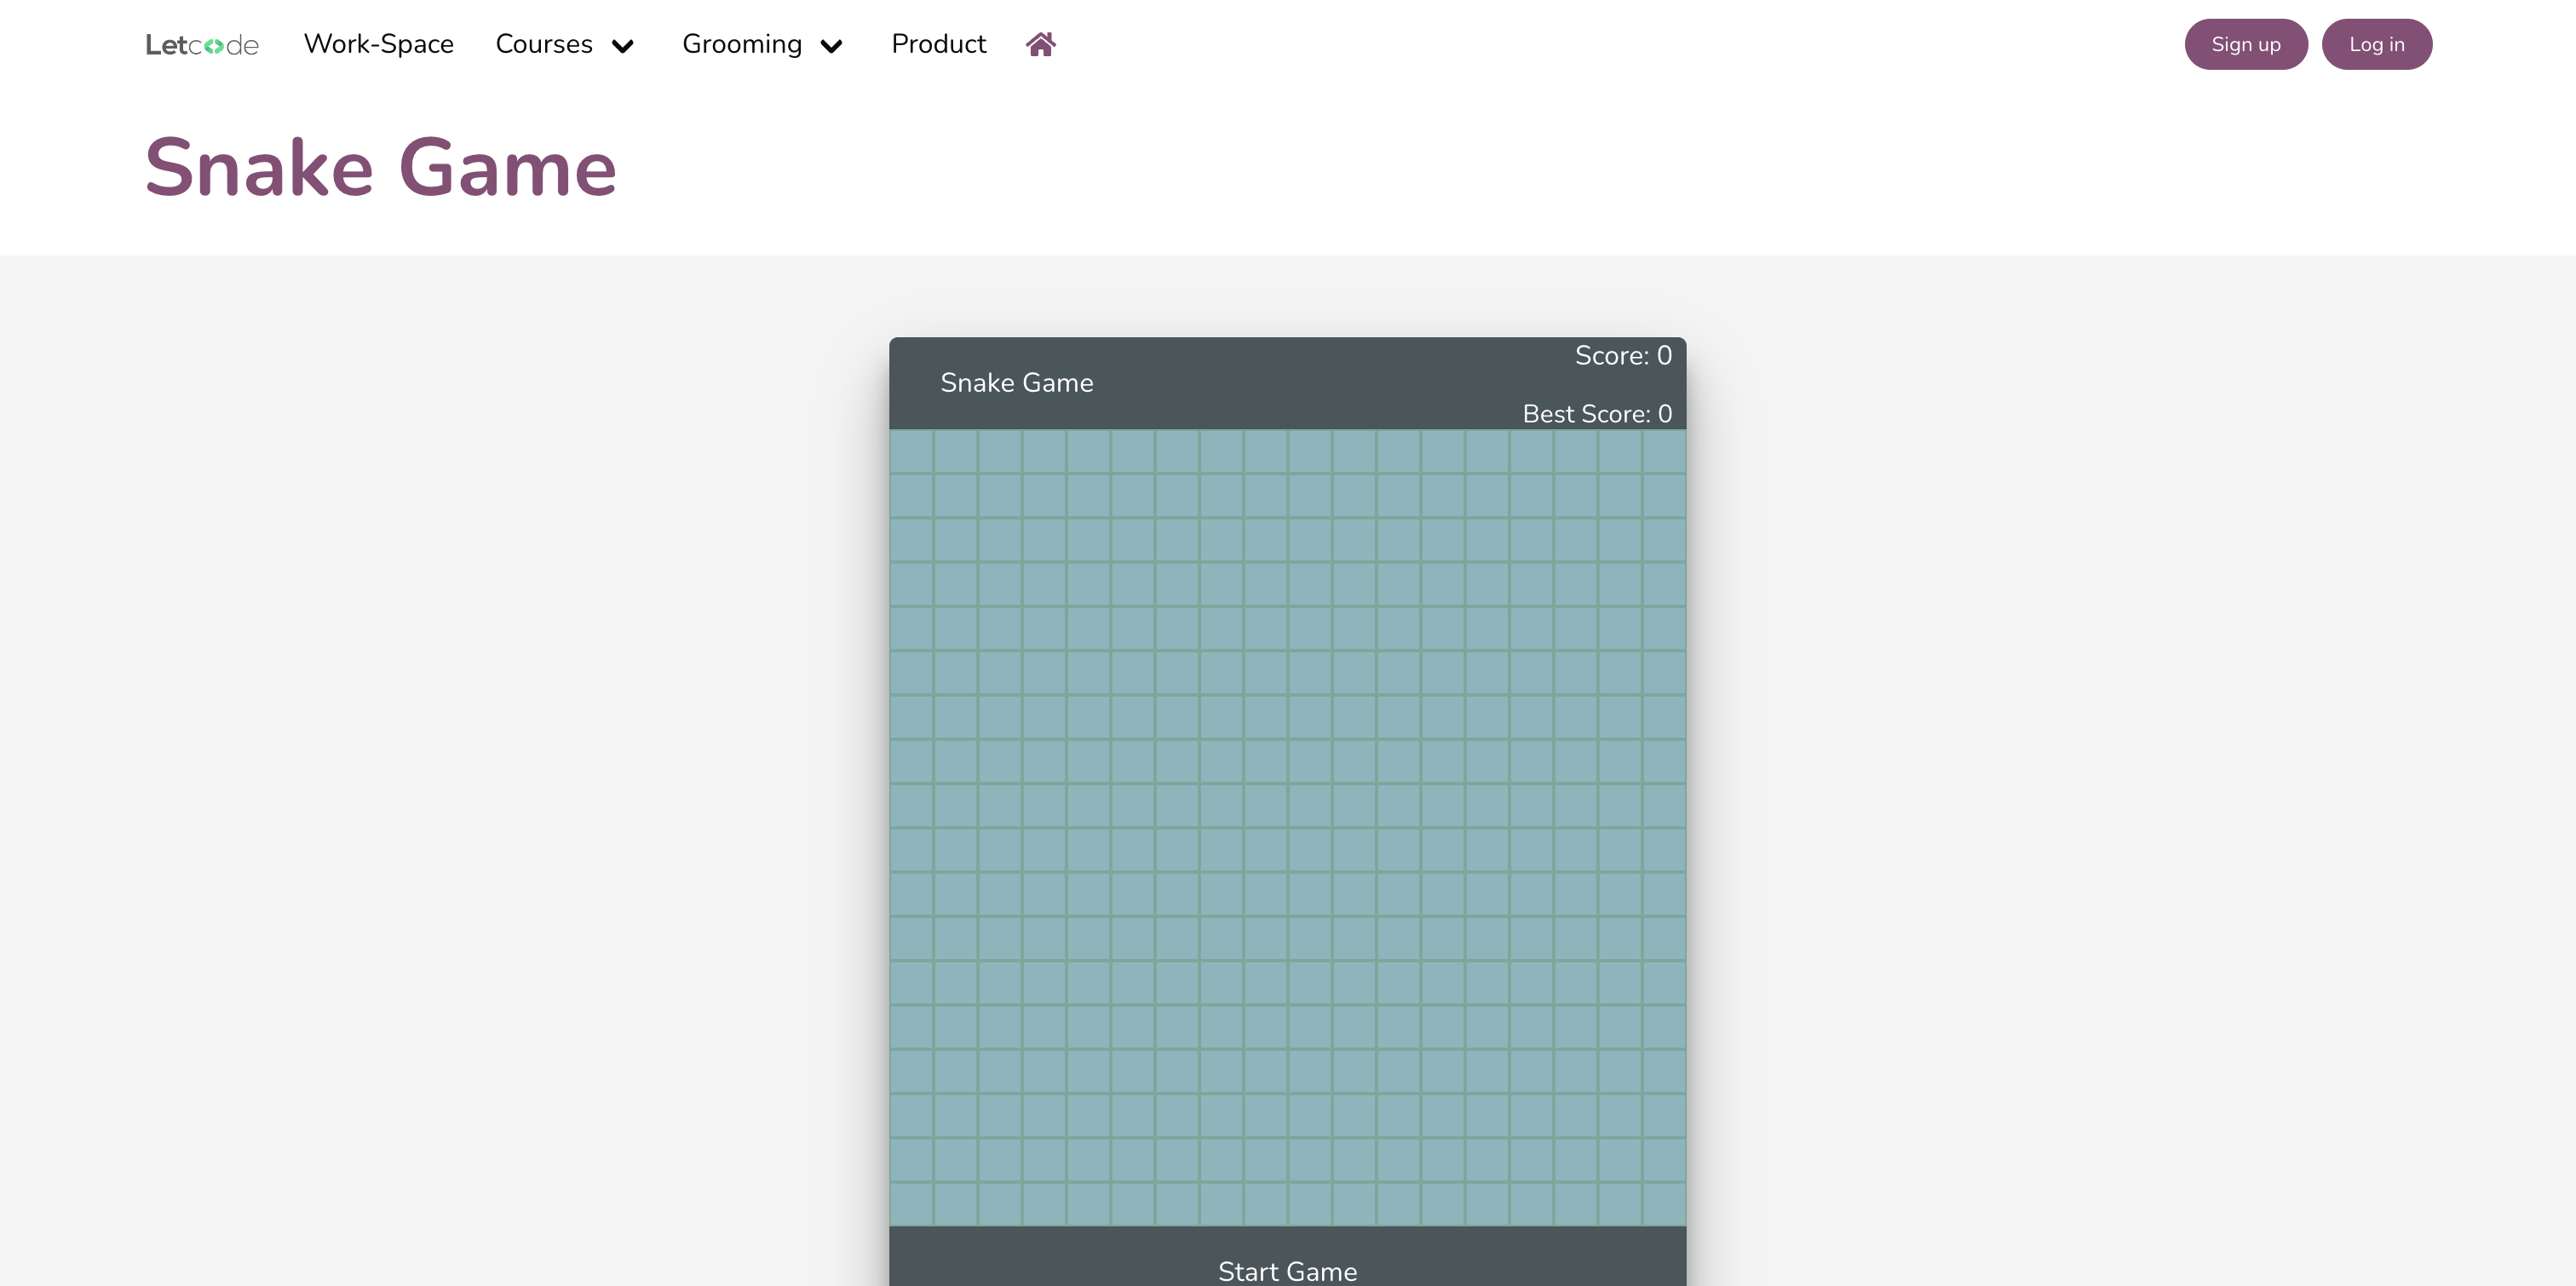 Letcode Work-Space Courses Grooming Product Sign up Log in
Snake Game
Score: 0
Snake Game
Best Score: 0
Start Game